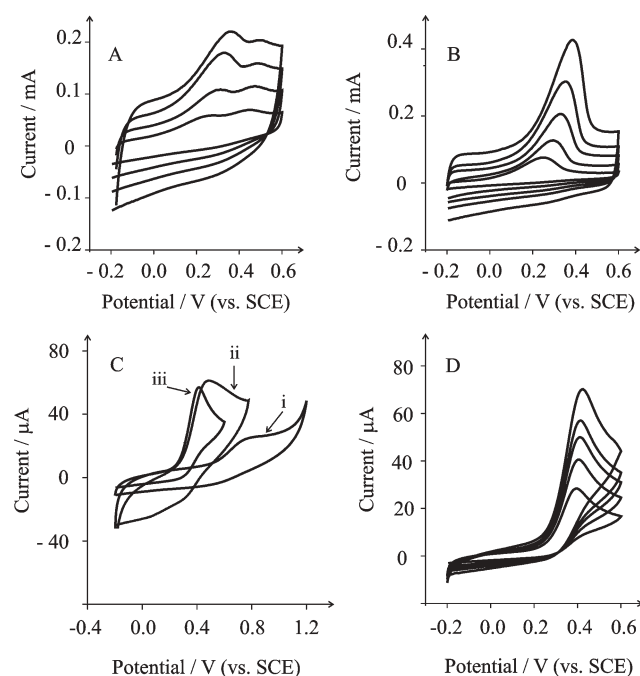 A
Current / mA
0.2
0.1
0
- 0.1
- 0.2
- 0.2 0.0 0.2 0.4 0.6
Potential / V (vs. SCE)
B
Current / mA
0.4
0.2
0
- 0.2
- 0.2 0.0 0.2 0.4 0.6
Potential / V (vs. SCE)
C
iii
ii
i
Current / μA
80
40
0
- 40
-0.4 0.0 0.4 0.8 1.2
Potential / V (vs. SCE)
D
Current / μA
80
60
40
20
0
-0.2 0.0 0.2 0.4 0.6
Potential / V (vs. SCE)